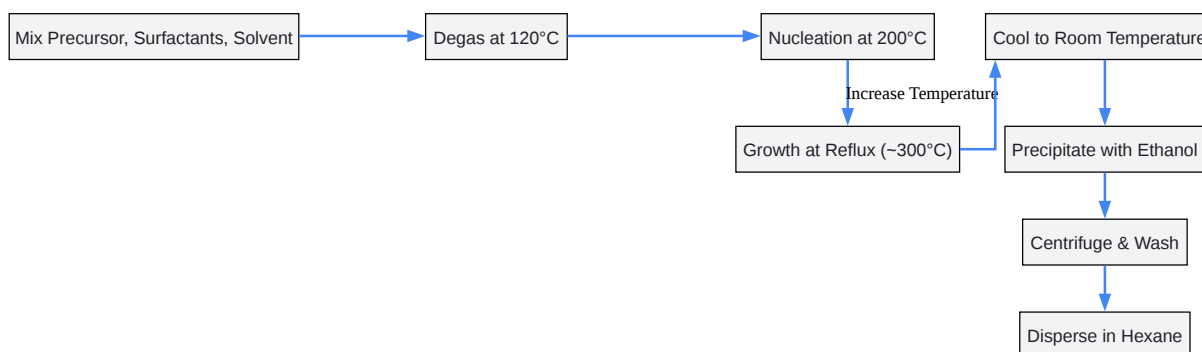 Mix Precursor, Surfactants, Solvent
Degas at 120°C
Nucleation at 200°C
Increase Temperature
Growth at Reflux (~300°C)
Cool to Room Temperature
Precipitate with Ethanol
Centrifuge & Wash
Disperse in Hexane